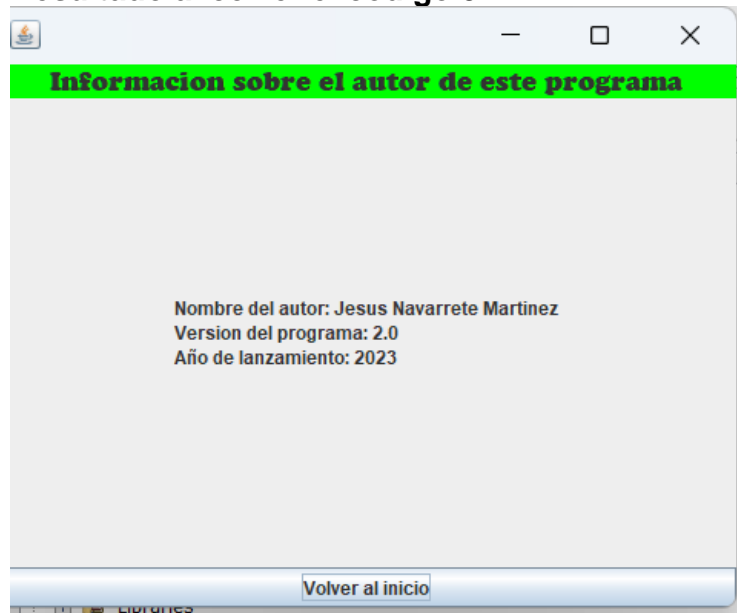 Informacion sobre el autor de este programa
Nombre del autor: Jesus Navarrete Martinez
Version del programa: 2.0
Año de lanzamiento: 2023
Volver al inicio
Libraries